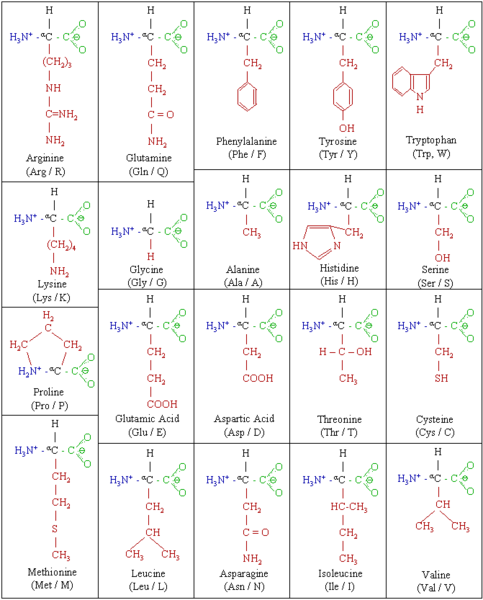 H
O
H₃N⁺ - αC - C ⊖
O
(CH₂)₃
NH
C=NH₂
NH₂
Arginine
(Arg / R)
H
O
H₃N⁺ - αC - C ⊖
O
CH₂
CH₂
C = O
NH₂
Glutamine
(Gln / Q)
H
O
H₃N⁺ - αC - C ⊖
O
CH₂
Phenylalanine
(Phe / F)
H
O
H₃N⁺ - αC - C ⊖
O
CH₂
OH
Tyrosine
(Tyr / Y)
H
O
H₃N⁺ - αC - C ⊖
O
CH₂
N
H
Tryptophan
(Trp, W)
H
O
H₃N⁺ - αC - C ⊖
O
(CH₂)₄
NH₂
Lysine
(Lys / K)
H
O
H₃N⁺ - αC - C ⊖
O
H
Glycine
(Gly / G)
H
O
H₃N⁺ - αC - C ⊖
O
CH₃
Alanine
(Ala / A)
H
O
H₃N⁺ - αC - C ⊖
O
CH₂
HN N
Histidine
(His / H)
H
O
H₃N⁺ - αC - C ⊖
O
CH₂
OH
Serine
(Ser / S)
H₂
C
H₂C CH₂
O
H₂N⁺ - αC - C ⊖
O
Proline
(Pro / P)
H
O
H₃N⁺ - αC - C ⊖
O
CH₂
CH₂
COOH
Glutamic Acid
(Glu / E)
H
O
H₃N⁺ - αC - C ⊖
O
CH₂
COOH
Aspartic Acid
(Asp / D)
H
O
H₃N⁺ - αC - C ⊖
O
H – C – OH
CH₃
Threonine
(Thr / T)
H
O
H₃N⁺ - αC - C ⊖
O
CH₂
SH
Cysteine
(Cys / C)
H
O
H₃N⁺ - αC - C ⊖
O
CH₂
CH₂
S
CH₃
Methionine
(Met / M)
H
O
H₃N⁺ - αC - C ⊖
O
CH₂
CH
CH₃ CH₃
Leucine
(Leu / L)
H
O
H₃N⁺ - αC - C ⊖
O
CH₂
C = O
NH₂
Asparagine
(Asn / N)
H
O
H₃N⁺ - αC - C ⊖
O
HC-CH₃
CH₂
CH₃
Isoleucine
(Ile / I)
H
O
H₃N⁺ - αC - C ⊖
O
CH
CH₃ CH₃
Valine
(Val / V)